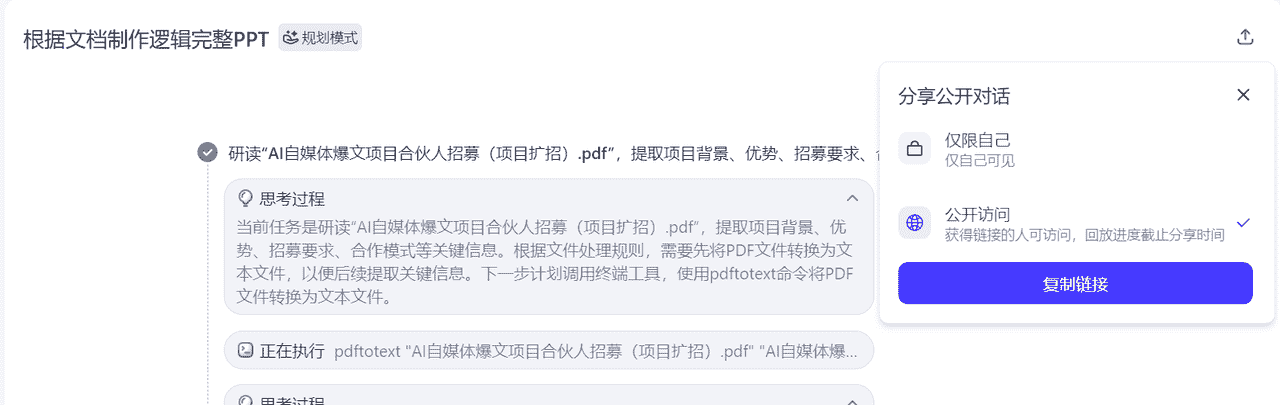 根据文档制作逻辑完整PPT 规划模式
分享公开对话
仅限自己
仅自己可见
公开访问
获得链接的人可访问，回放进度截止分享时间
复制链接
研读“AI自媒体爆文项目合伙人招募（项目扩招）.pdf”，提取项目背景、优势、招募要求、
思考过程
当前任务是研读“AI自媒体爆文项目合伙人招募（项目扩招）.pdf”，提取项目背景、优
势、招募要求、合作模式等关键信息。根据文件处理规则，需要先将PDF文件转换为文
本文件，以便后续提取关键信息。下一步计划调用终端工具，使用pdftotext命令将PDF
文件转换为文本文件。
正在执行 pdftotext "AI自媒体爆文项目合伙人招募（项目扩招）.pdf" "AI自媒体爆...
思考过程